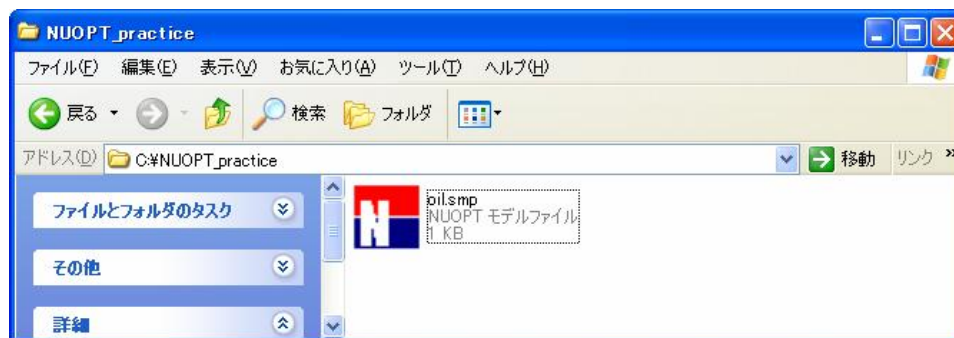 NUOPT_practice
ファイル(F) 編集(E) 表示(V) お気に入り(A) ツール(T) ヘルプ(H)
戻る 検索 フォルダ
アドレス(D) C:¥NUOPT_practice 移動 リンク »
ファイルとフォルダのタスク
その他
詳細
N
oil.smp
NUOPT モデルファイル
1 KB